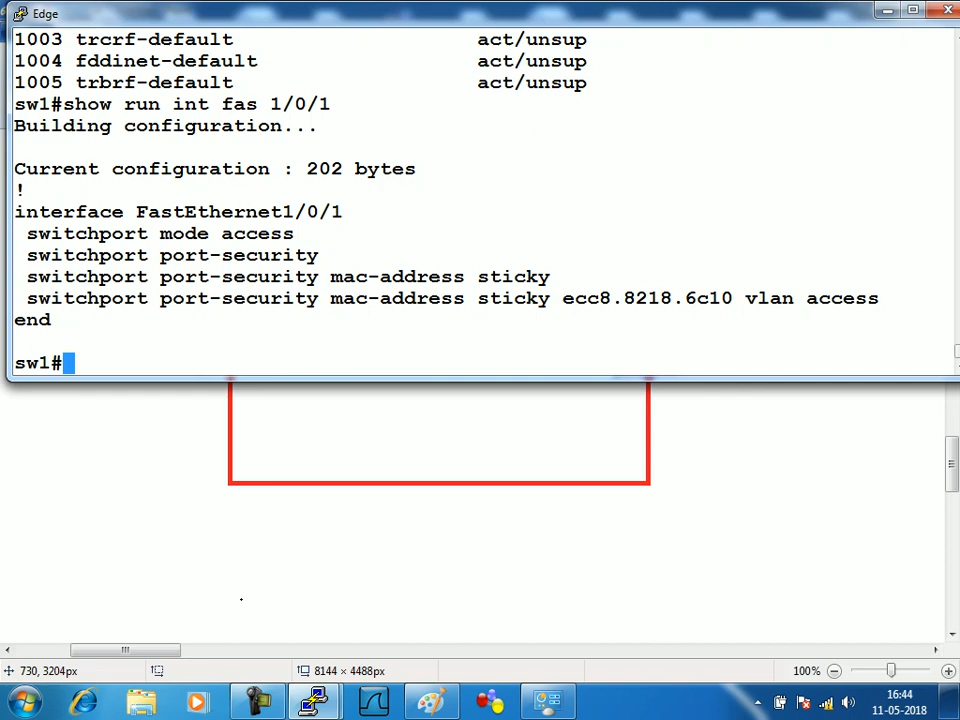 Edge
1003 trcrf-default act/unsup
1004 fddinet-default act/unsup
1005 trbrf-default act/unsup
sw1#show run int fas 1/0/1
Building configuration...
Current configuration : 202 bytes
!
interface FastEthernet1/0/1
switchport mode access
switchport port-security
switchport port-security mac-address sticky
switchport port-security mac-address sticky ecc8.8218.6c10 vlan access
end
sw1#
730, 3204px
8144 × 4488px
100%
16:44
11-05-2018